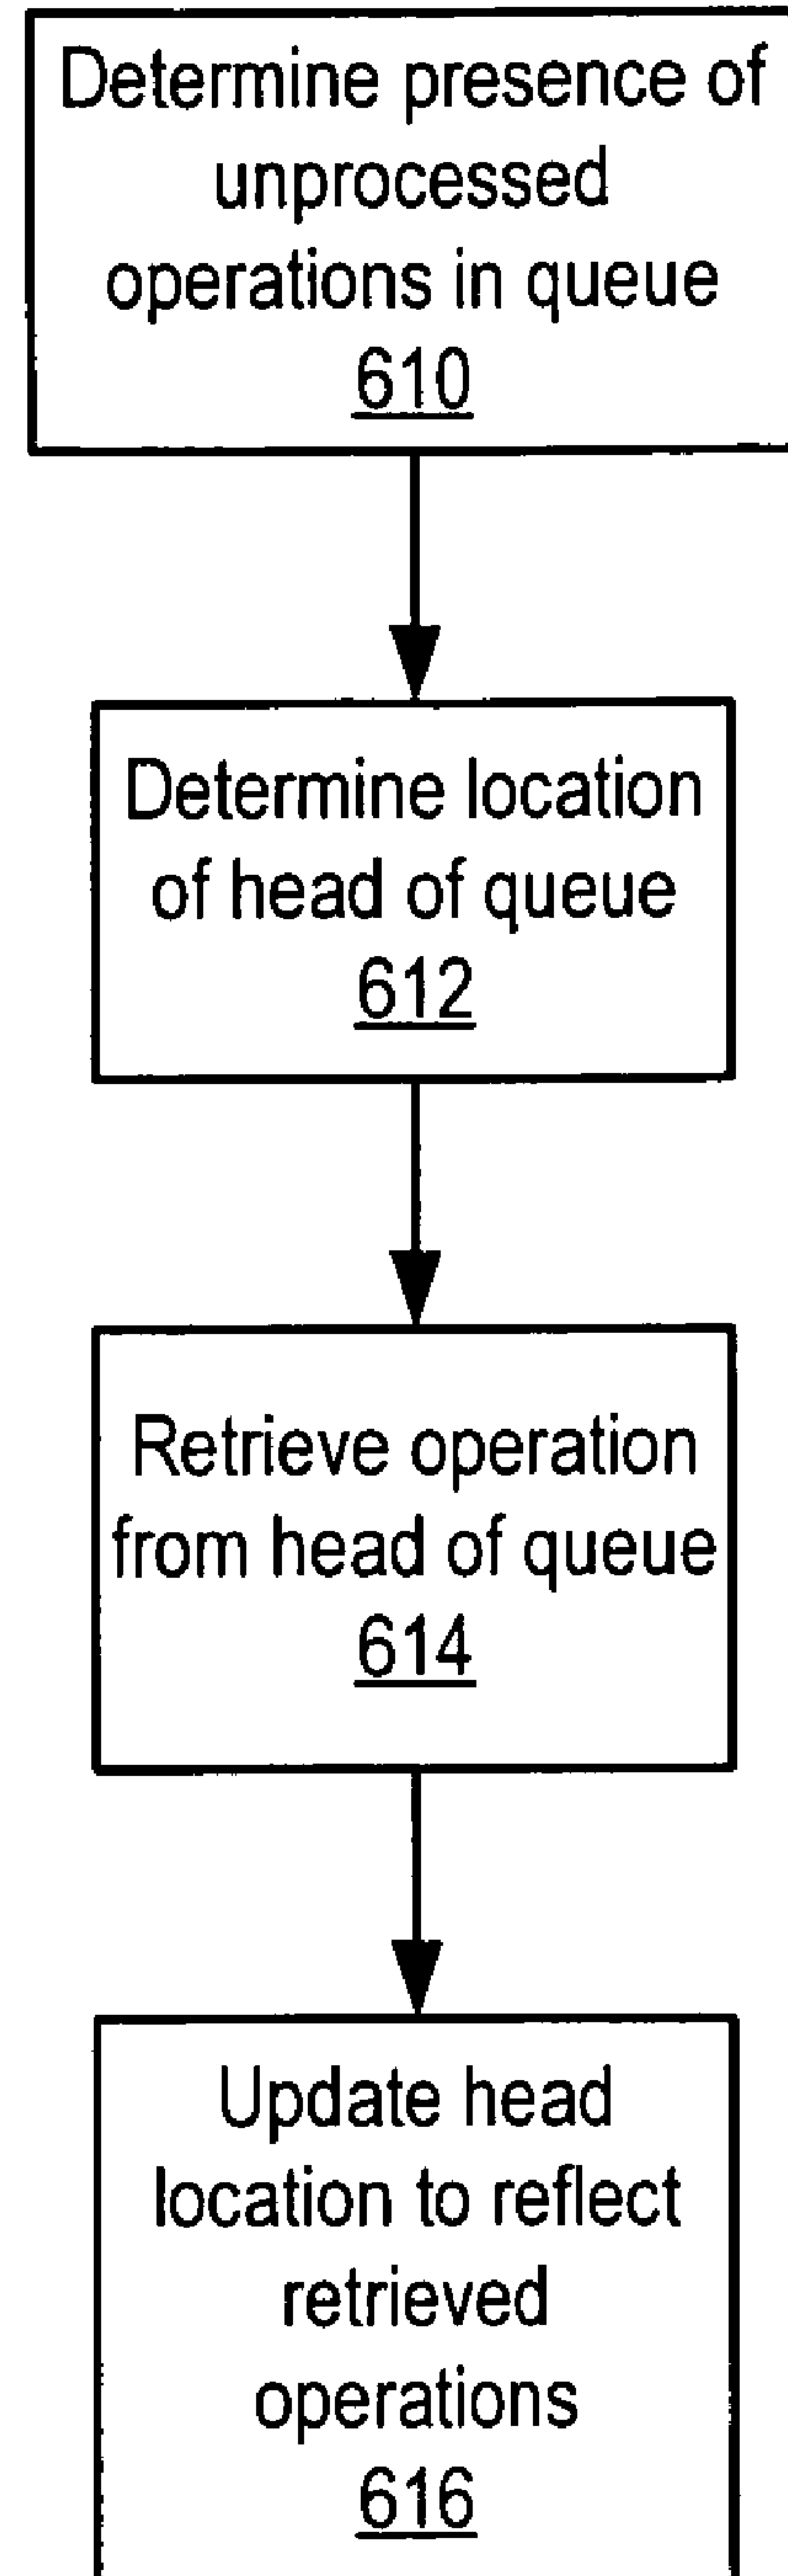 Determine presence of
unprocessed
operations in queue
610
Determine location
of head of queue
612
Retrieve operation
from head of queue
614
Update head
location to reflect
retrieved
operations
616